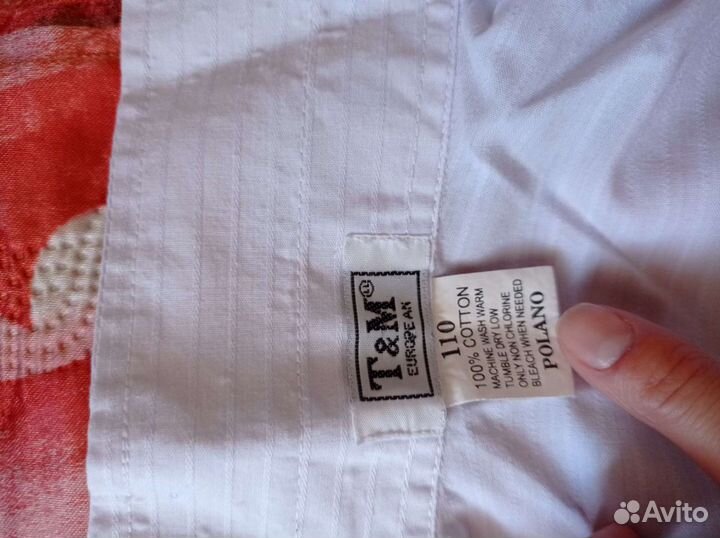 T&M
EUROPEAN
110
100% COTTON
MACHINE WASH WARM
TUMBLE DRY LOW
ONLY NON CHLORINE
BLEACH WHEN NEEDED
POLANO
Avito